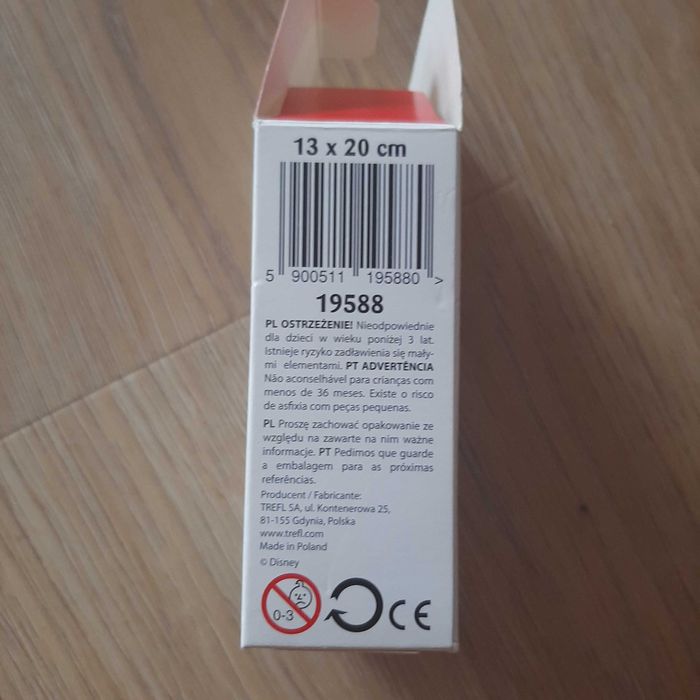 13 x 20 cm
5 900511 195880 >
19588
PL OSTRZEŻENIE! Nieodpowiednie
dla dzieci w wieku poniżej 3 lat.
Istnieje ryzyko zadławienia się mały-
mi elementami. PT ADVERTÊNCIA
Não aconselhável para crianças com
menos de 36 meses. Existe o risco
de asfixia com peças pequenas.
PL Proszę zachować opakowanie ze
względu na zawarte na nim ważne
informacje. PT Pedimos que guarde
a embalagem para as próximas
referências.
Producent / Fabricante:
TREFL SA, ul. Kontenerowa 25,
81-155 Gdynia, Polska
www.trefl.com
Made in Poland
© Disney
0-3
CE